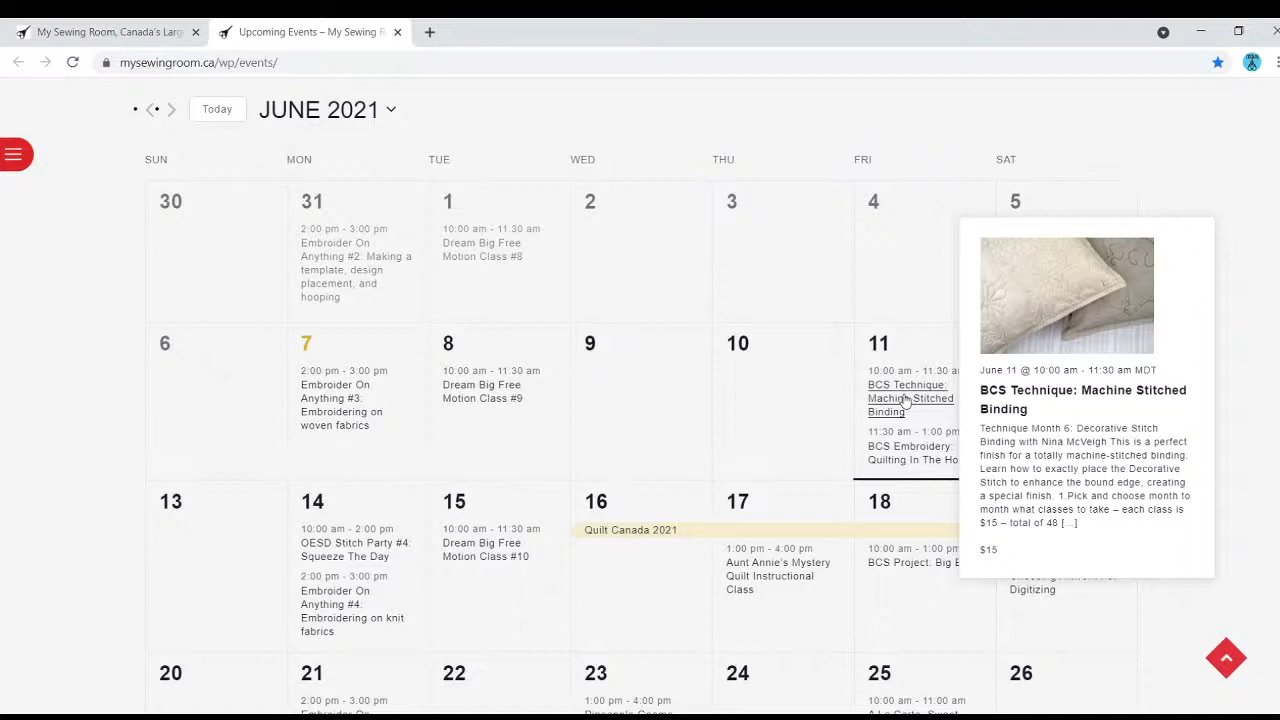 My Sewing Room, Canada's Larg
Upcoming Events – My Sewing R
mysewingroom.ca/wp/events/
Today
JUNE 2021
SUN MON TUE WED THU FRI SAT
30
31
2:00 pm - 3:00 pm
Embroider On
Anything #2: Making a
template, design
placement, and
hooping
1
10:00 am - 11:30 am
Dream Big Free
Motion Class #8
2
3
4
5
6
7
2:00 pm - 3:00 pm
Embroider On
Anything #3:
Embroidering on
woven fabrics
8
10:00 am - 11:30 am
Dream Big Free
Motion Class #9
9
10
11
10:00 am - 11:30 a
BCS Technique:
Machine Stitched
Binding
11:30 am - 1:00 pm
BCS Embroidery:
Quilting In The Ho
June 11 @ 10:00 am - 11:30 am MDT
BCS Technique: Machine Stitched
Binding
Technique Month 6: Decorative Stitch
Binding with Nina McVeigh This is a perfect
finish for a totally machine-stitched binding.
Learn how to exactly place the Decorative
Stitch to enhance the bound edge, creating
a special finish. 1.Pick and choose month to
month what classes to take – each class is
$15 – total of 48 [...]
$15
13
14
10:00 am - 2:00 pm
OESD Stitch Party #4:
Squeeze The Day
2:00 pm - 3:00 pm
Embroider On
Anything #4:
Embroidering on knit
fabrics
15
10:00 am - 11:30 am
Dream Big Free
Motion Class #10
16
Quilt Canada 2021
17
1:00 pm - 4:00 pm
Aunt Annie's Mystery
Quilt Instructional
Class
18
10:00 am - 1:00 pm
BCS Project: Big B
Digitizing
20
21
2:00 pm - 3:00 pm
22
23
1:00 pm - 4:00 pm
24
25
10:00 am - 11:00 am
26